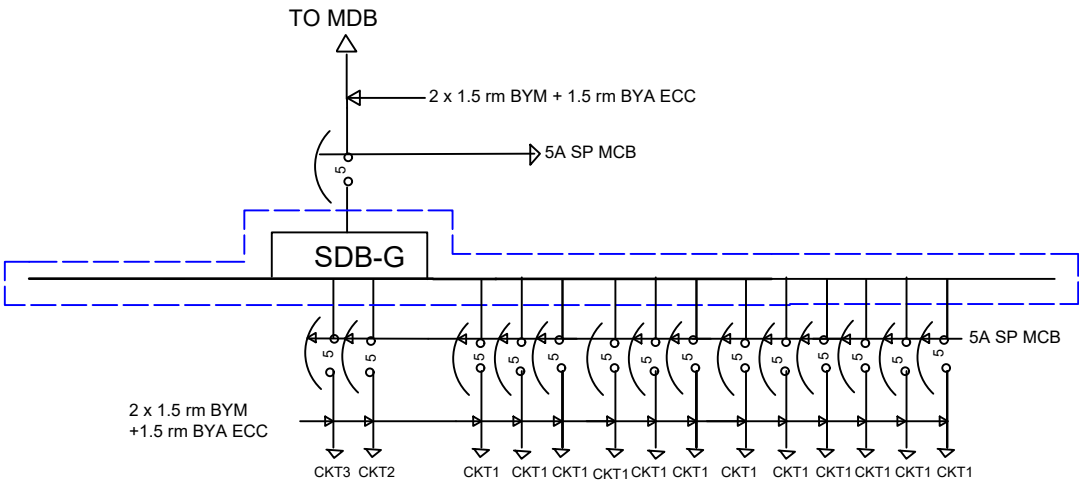 TO MDB
2 x 1.5 rm BYM + 1.5 rm BYA ECC
5A SP MCB
5
SDB-G
5A SP MCB
5 5 5 5 5 5 5 5 5 5 5 5 5 5
2 x 1.5 rm BYM
+1.5 rm BYA ECC
CKT3 CKT2 CKT1 CKT1 CKT1 CKT1 CKT1 CKT1 CKT1 CKT1 CKT1 CKT1 CKT1 CKT1